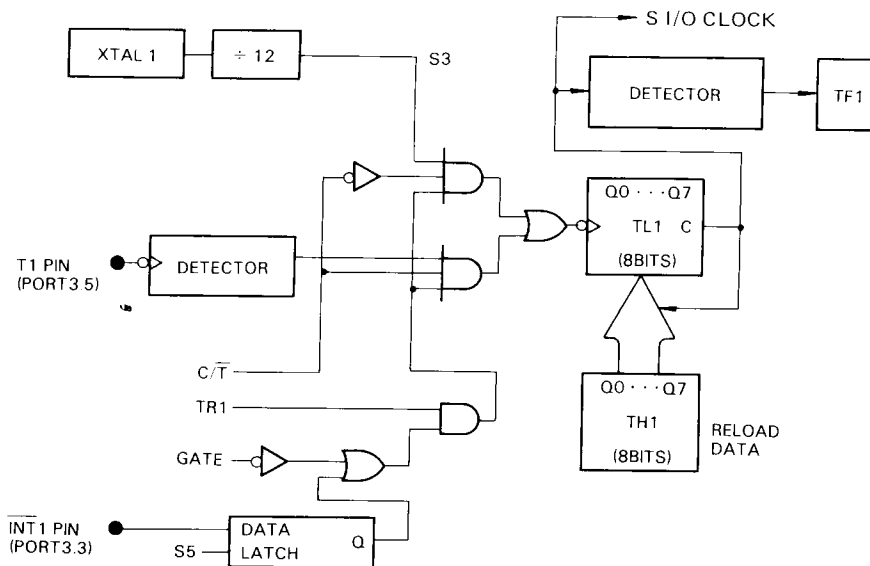 S I/O CLOCK
XTAL 1
÷ 12
S3
DETECTOR
TF1
Q0 · · · Q7
TL1 C
(8BITS)
T1 PIN
(PORT3.5)
DETECTOR
C/T̅
TR1
GATE
Q0 · · · Q7
TH1
(8BITS)
RELOAD
DATA
I̅N̅T̅1 PIN
(PORT3.3)
S5
DATA
LATCH
Q